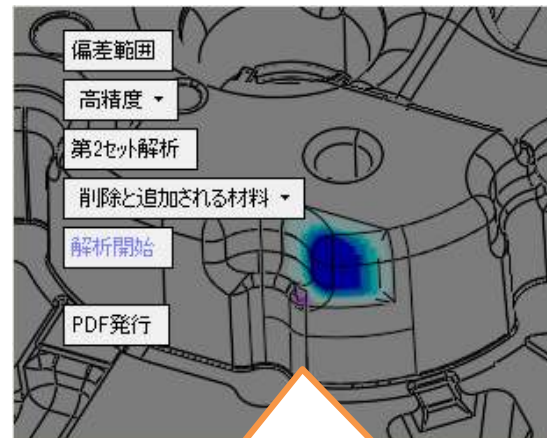 偏差範囲
高精度
第2セット解析
削除と追加される材料
解析開始
PDF発行